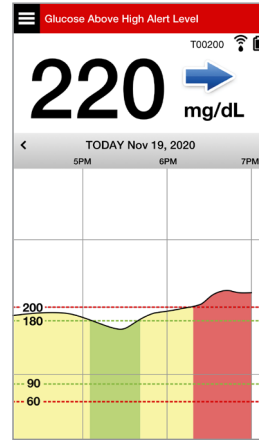 Glucose Above High Alert Level
T00200
220
mg/dL
< TODAY Nov 19, 2020
5PM 6PM 7PM
200
180
90
60